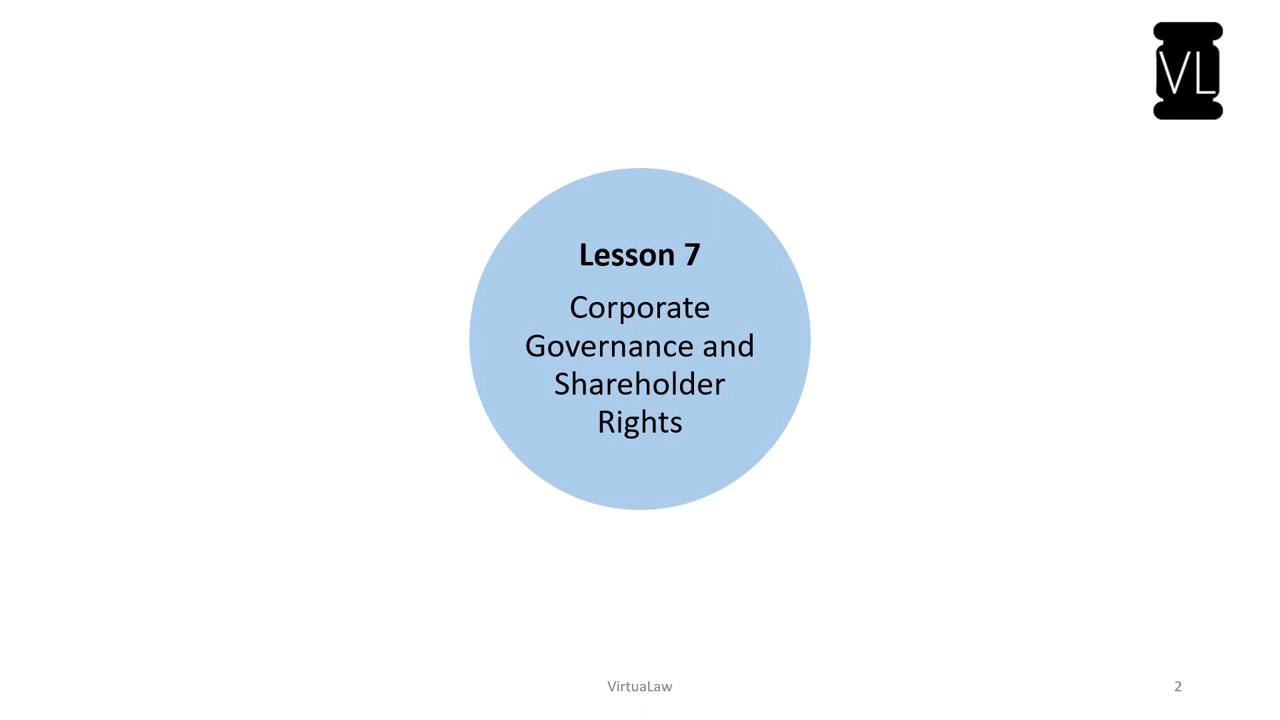 VL
Lesson 7
Corporate
Governance and
Shareholder
Rights
VirtuaLaw
2